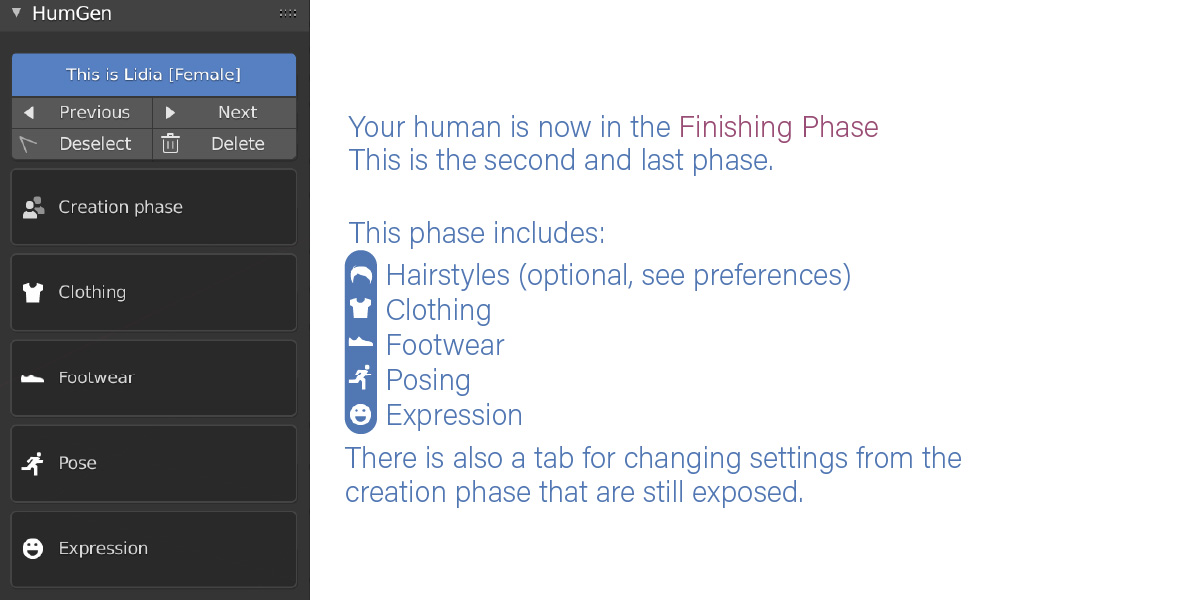 HumGen
This is Lidia [Female]
Previous
Next
Deselect
Delete
Creation phase
Clothing
Footwear
Pose
Expression
Your human is now in the Finishing Phase
This is the second and last phase.
This phase includes:
Hairstyles (optional, see preferences)
Clothing
Footwear
Posing
Expression
There is also a tab for changing settings from the
creation phase that are still exposed.